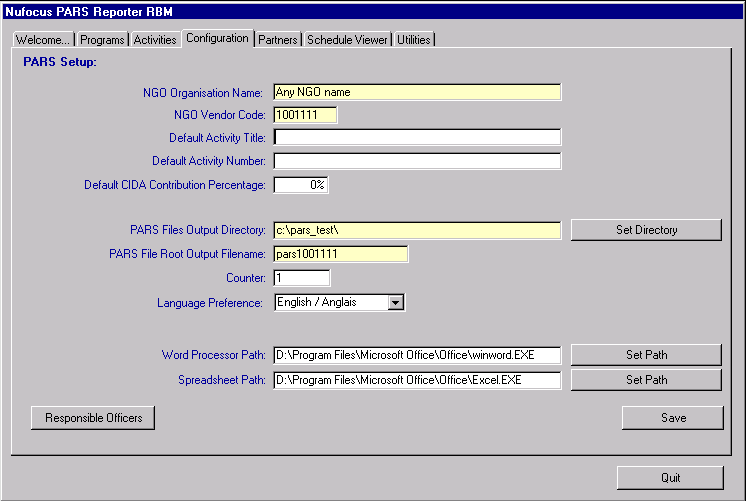 Nufocus PARS Reporter RBM
Welcome... Programs Activities Configuration Partners Schedule Viewer Utilities
PARS Setup:
NGO Organisation Name: Any NGO name
NGO Vendor Code: 1001111
Default Activity Title:
Default Activity Number:
Default CIDA Contribution Percentage: 0%
PARS Files Output Directory: c:\pars_test\ Set Directory
PARS File Root Output Filename: pars1001111
Counter: 1
Language Preference: English / Anglais
Word Processor Path: D:\Program Files\Microsoft Office\Office\winword.EXE Set Path
Spreadsheet Path: D:\Program Files\Microsoft Office\Office\Excel.EXE Set Path
Responsible Officers Save
Quit